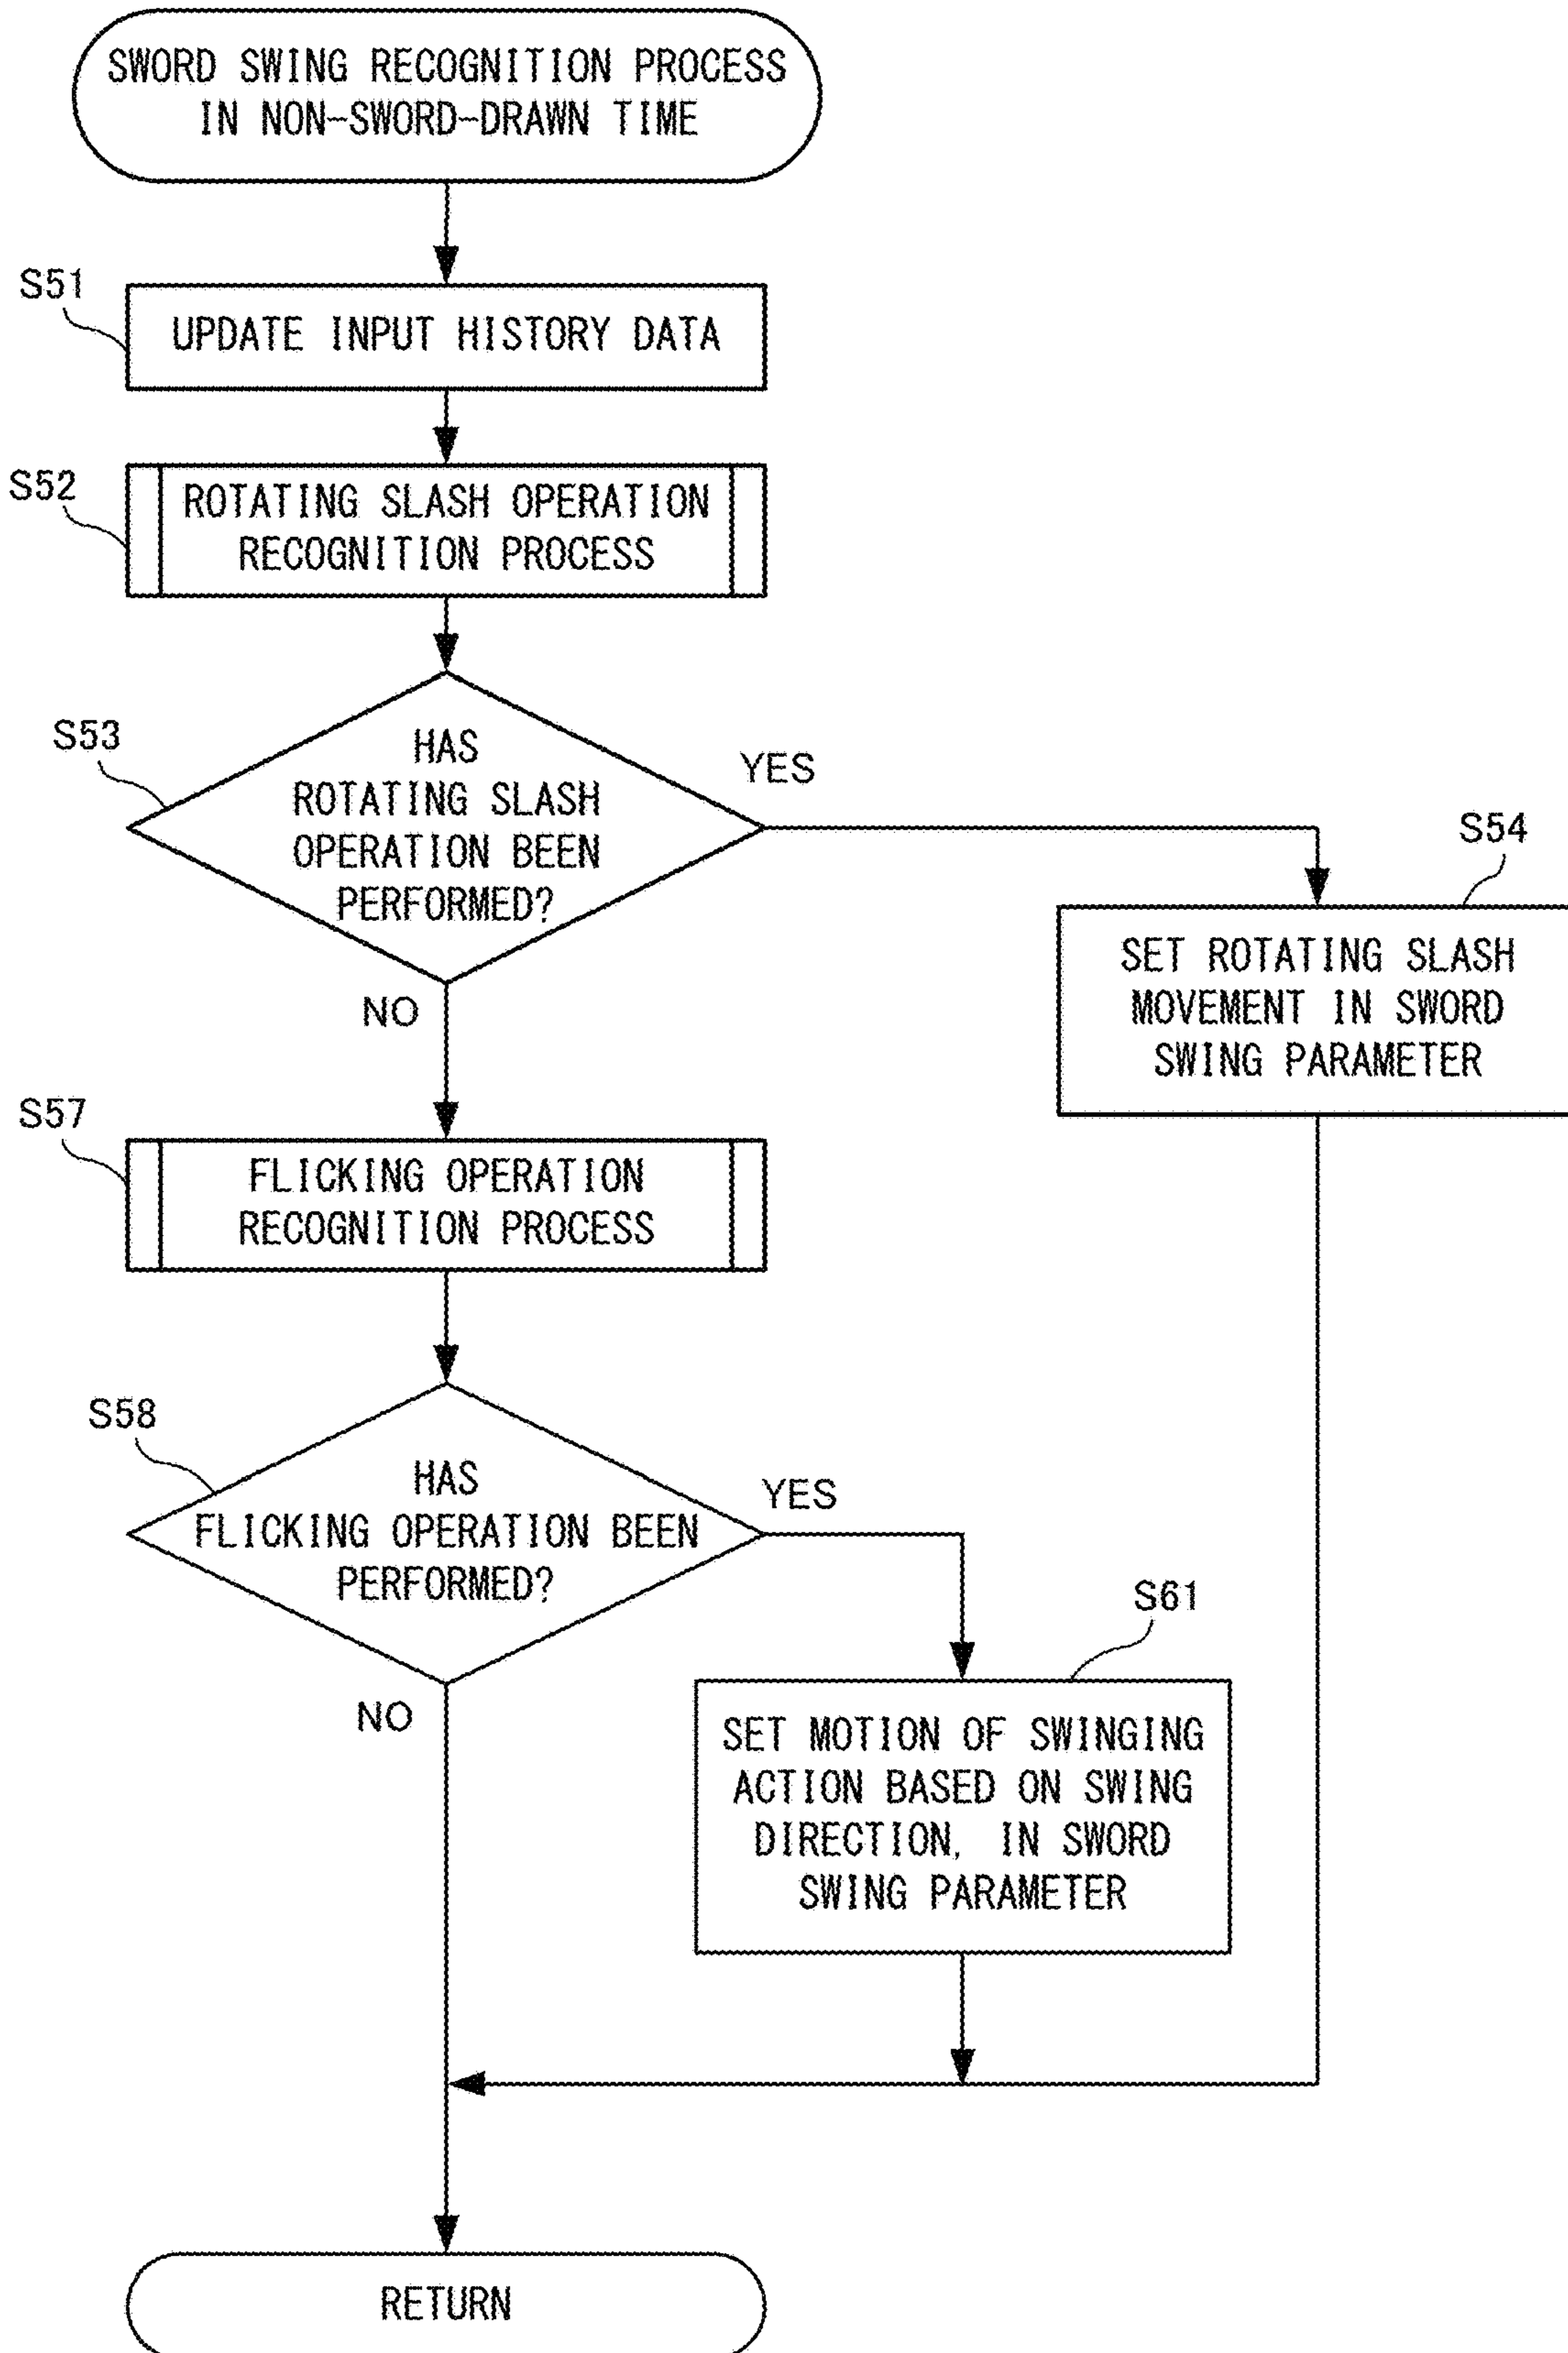 SWORD SWING RECOGNITION PROCESS
IN NON-SWORD-DRAWN TIME
S51
UPDATE INPUT HISTORY DATA
S52
ROTATING SLASH OPERATION
RECOGNITION PROCESS
S53
HAS
ROTATING SLASH
OPERATION BEEN
PERFORMED?
YES
NO
S54
SET ROTATING SLASH
MOVEMENT IN SWORD
SWING PARAMETER
S57
FLICKING OPERATION
RECOGNITION PROCESS
S58
HAS
FLICKING OPERATION BEEN
PERFORMED?
YES
NO
S61
SET MOTION OF SWINGING
ACTION BASED ON SWING
DIRECTION, IN SWORD
SWING PARAMETER
RETURN